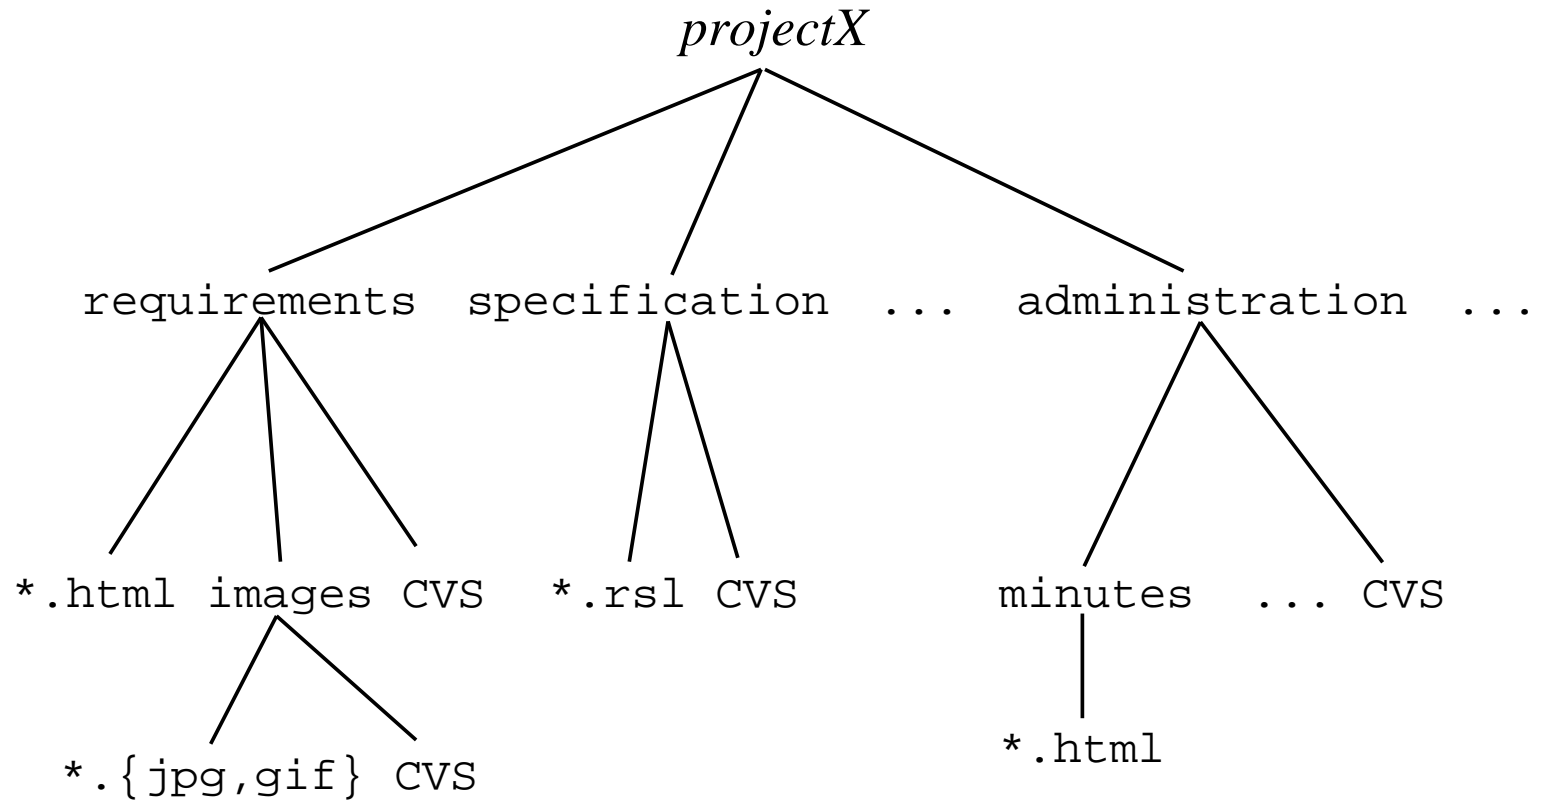 projectX
requirements specification ... administration ...
*.html images CVS *.rsl CVS minutes ... CVS
*.html
*.{jpg,gif} CVS